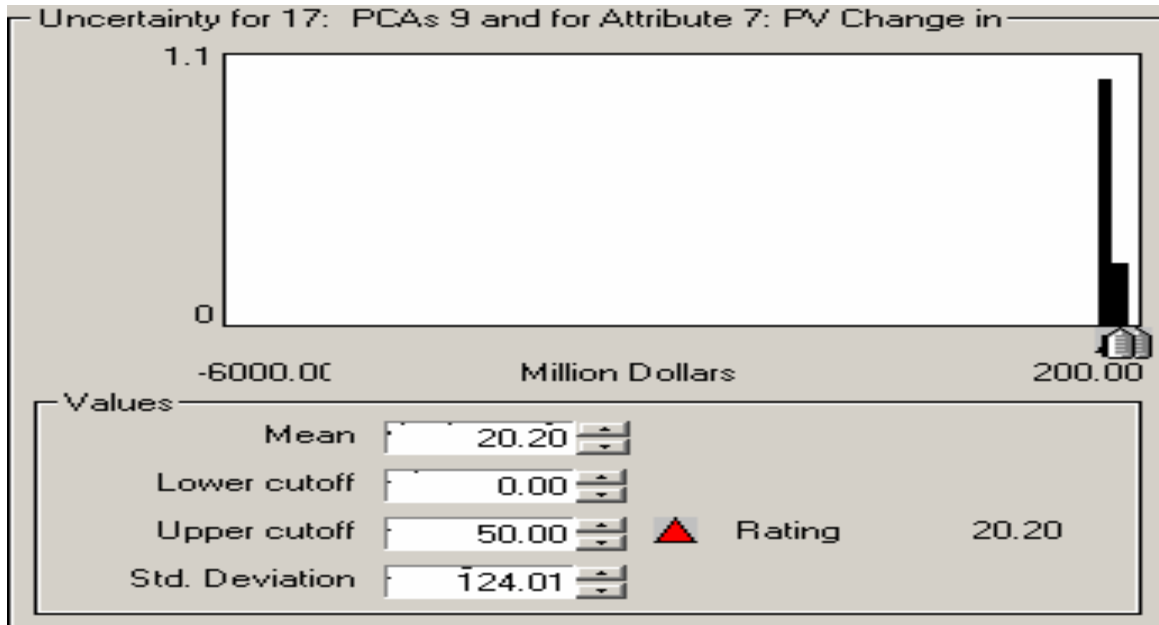 Uncertainty for 17: PCAs 9 and for Attribute 7: PV Change in
1.1
0
-6000.00 Million Dollars 200.00
Values
Mean 20.20
Lower cutoff 0.00
Upper cutoff 50.00 Rating 20.20
Std. Deviation 124.01